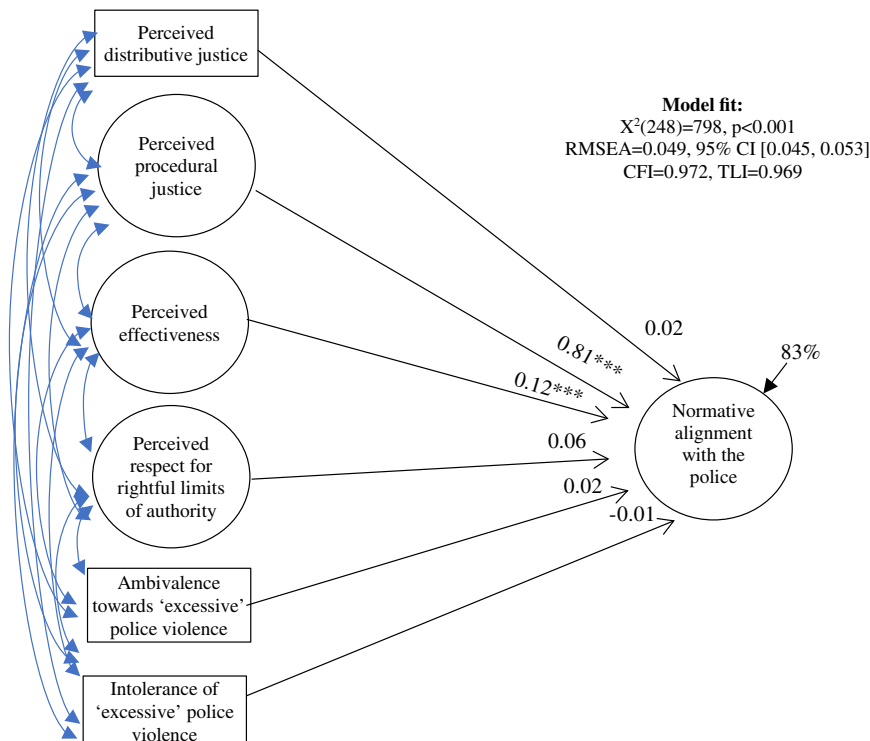 Perceived
distributive justice
Model fit:
X²(248)=798, p<0.001
RMSEA=0.049, 95% CI [0.045, 0.053]
CFI=0.972, TLI=0.969
Perceived
procedural
justice
Perceived
effectiveness
0.02
0.81***
83%
0.12***
Normative
alignment
with the
police
Perceived
respect for
rightful limits
of authority
0.06
0.02
-0.01
Ambivalence
towards ‘excessive’
police violence
Intolerance of
‘excessive’ police
violence